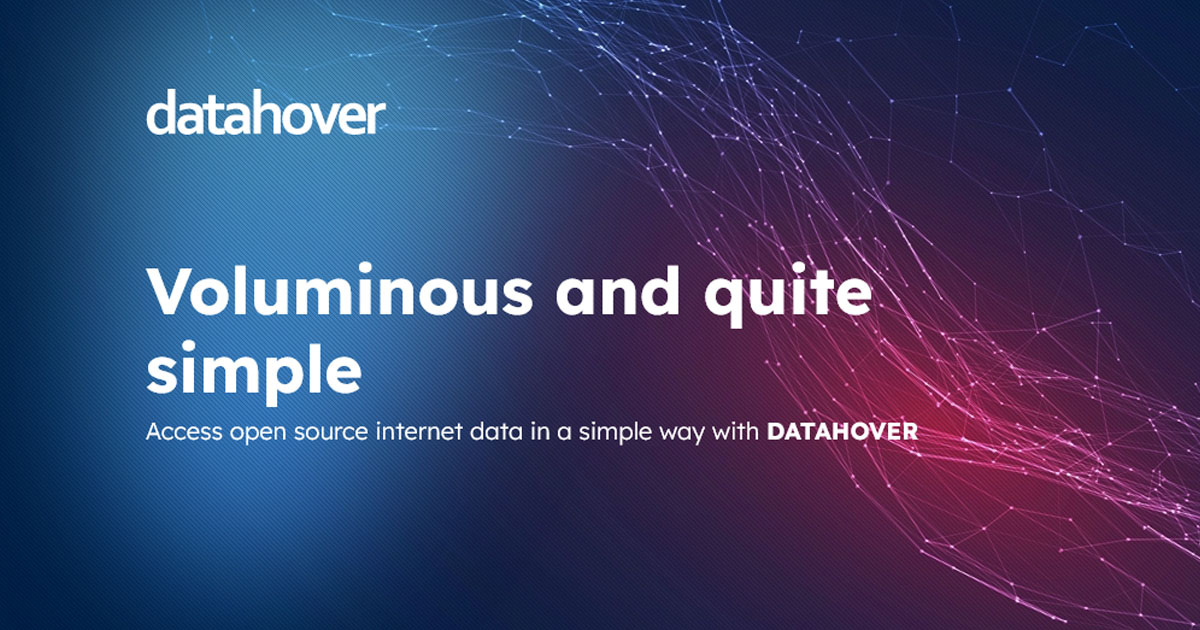 datahover
Voluminous and quite
simple
Access open source internet data in a simple way with DATAHOVER